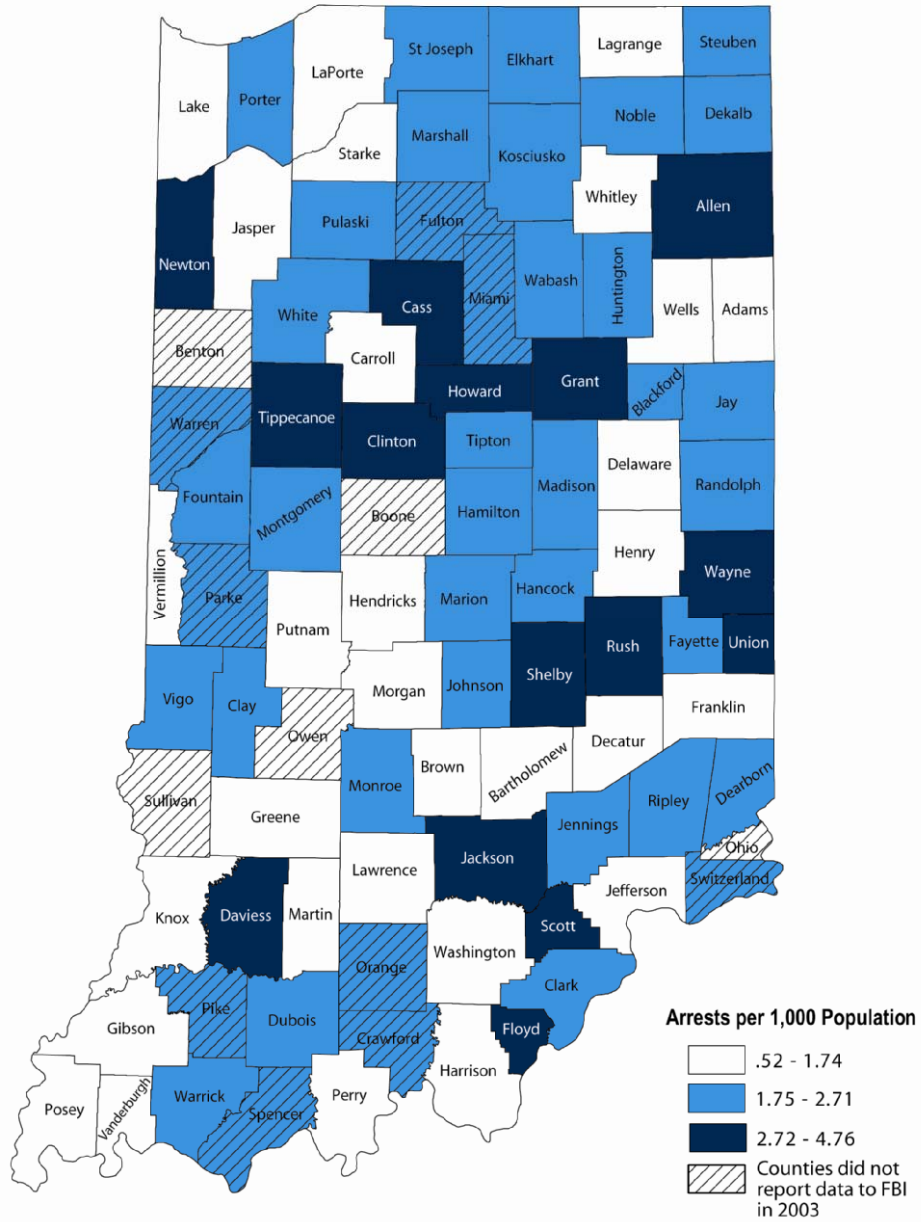 Lagrange
Steuben
St Joseph
Elkhart
LaPorte
Porter
Lake
Noble
Dekalb
Marshall
Starke
Kosciusko
Whitley
Allen
Jasper
Pulaski
Fulton
Newton
Wabash
Huntington
Miami
White
Cass
Wells
Adams
Benton
Carroll
Grant
Howard
Blackford
Jay
Tippecanoe
Warren
Clinton
Tipton
Delaware
Madison
Randolph
Fountain
Montgomery
Boone
Hamilton
Henry
Wayne
Vermillion
Parke
Hendricks
Marion
Hancock
Putnam
Rush
Fayette
Union
Shelby
Morgan
Johnson
Vigo
Clay
Franklin
Owen
Decatur
Brown
Bartholomew
Monroe
Dearborn
Sullivan
Ripley
Greene
Jennings
Ohio
Jackson
Lawrence
Switzerland
Jefferson
Knox
Daviess
Martin
Scott
Washington
Orange
Clark
Pike
Dubois
Gibson
Floyd
Crawford
Harrison
Perry
Warrick
Spencer
Posey
Vanderburgh
Arrests per 1,000 Population
.52 - 1.74
1.75 - 2.71
2.72 - 4.76
Counties did not
report data to FBI
in 2003